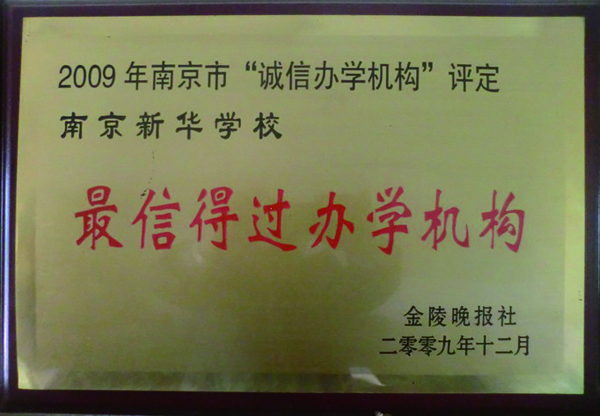 2009年南京市“诚信办学机构”评定
南京新华学校
最信得过办学机构
金陵晚报社
二零零九年十二月